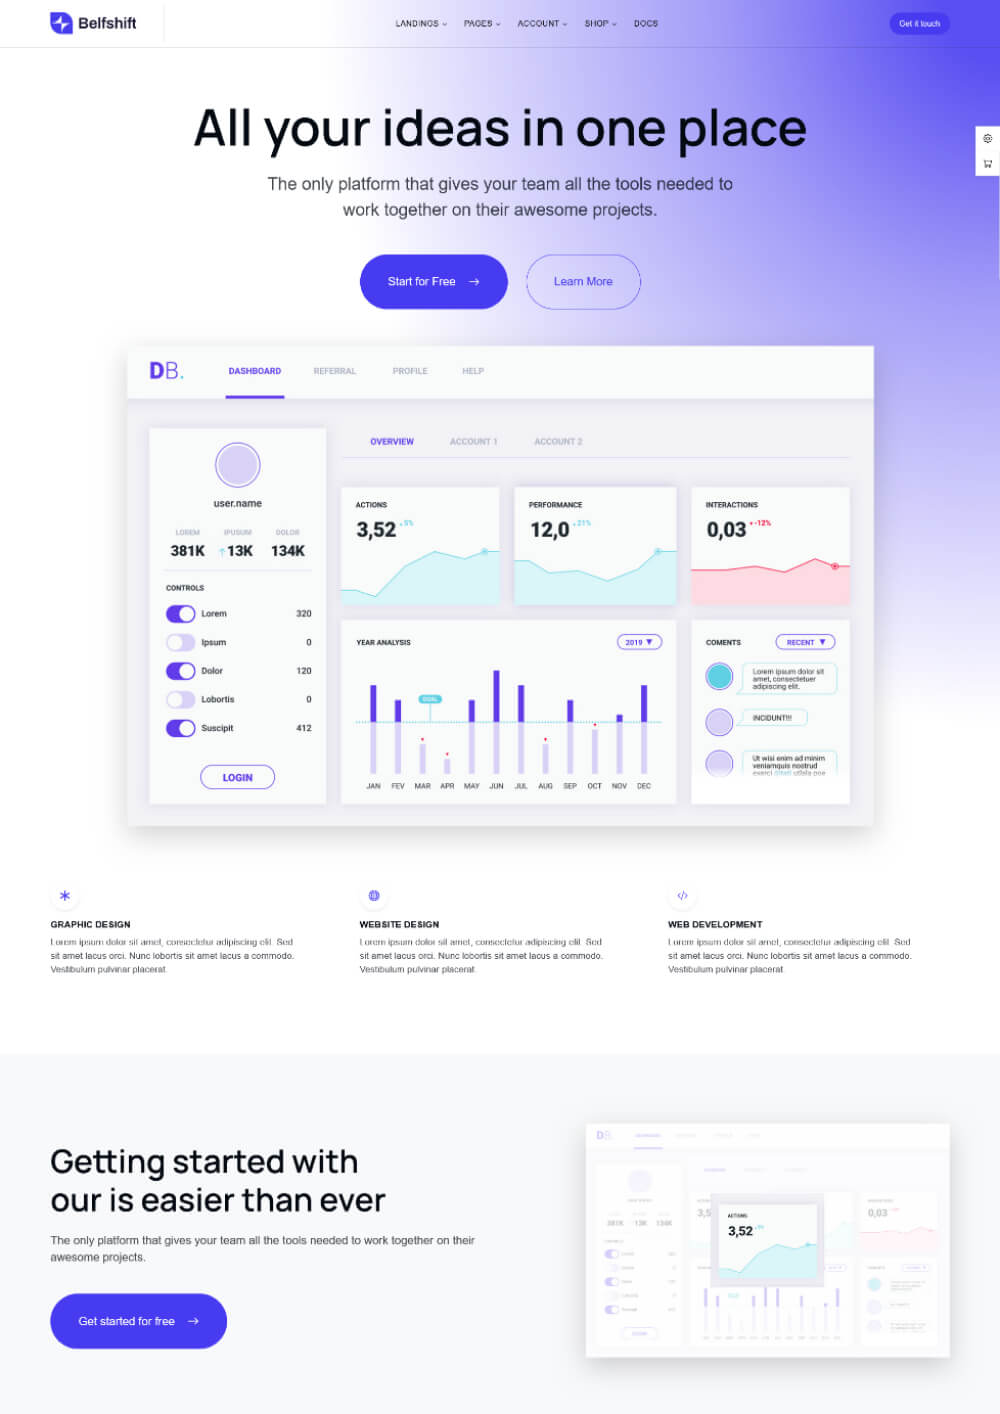 Belfshift
LANDINGS PAGES ACCOUNT SHOP DOCS
Get it touch
All your ideas in one place
The only platform that gives your team all the tools needed to
work together on their awesome projects.
Start for Free →
Learn More
DB.
DASHBOARD REFERRAL PROFILE HELP
OVERVIEW ACCOUNT 1 ACCOUNT 2
user.name
LOREM IPUSUM DOLOR
381K ↑13K 134K
CONTROLS
Lorem 320
Ipsum 0
Dolor 120
Lobortis 0
Suscipit 412
LOGIN
ACTIONS
3,52 ▲5%
PERFORMANCE
12,0 ▲21%
INTERACTIONS
0,03 ▼-12%
YEAR ANALYSIS
2019 ▼
GOAL
JAN FEV MAR APR MAY JUN JUL AUG SEP OCT NOV DEC
COMENTS
RECENT ▼
Lorem ipsum dolor sit
amet, consectetuer
adipiscing elit.
INCIDUNT!!!
Ut wisi enim ad minim
veniamquis nostrud
exerci
GRAPHIC DESIGN
Lorem ipsum dolor sit amet, consectetur adipiscing elit. Sed
sit amet lacus orci. Nunc lobortis sit amet lacus a commodo.
Vestibulum pulvinar placerat.
WEBSITE DESIGN
Lorem ipsum dolor sit amet, consectetur adipiscing elit. Sed
sit amet lacus orci. Nunc lobortis sit amet lacus a commodo.
Vestibulum pulvinar placerat.
WEB DEVELOPMENT
Lorem ipsum dolor sit amet, consectetur adipiscing elit. Sed
sit amet lacus orci. Nunc lobortis sit amet lacus a commodo.
Vestibulum pulvinar placerat.
Getting started with
our is easier than ever
The only platform that gives your team all the tools needed to work together on their
awesome projects.
Get started for free →
DB.
381K 13K 134K
ACTIONS
3,52
0,03